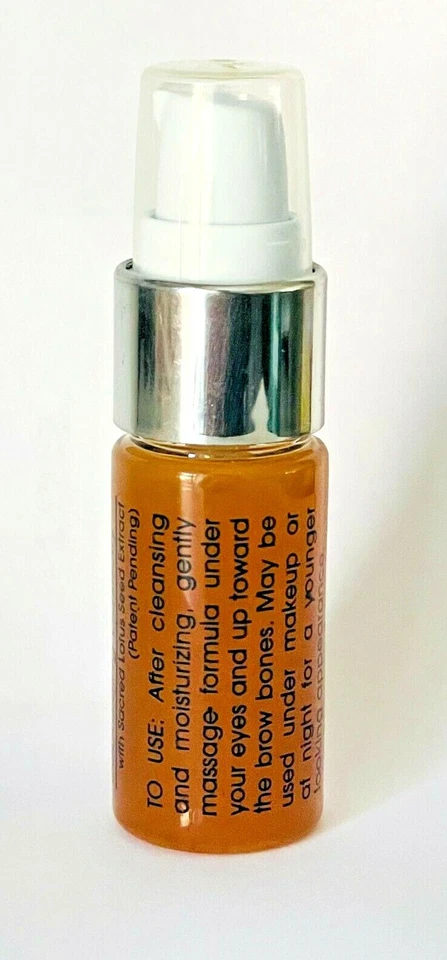 with Sacred Lotus Seed Extract
(Patent Pending)
TO USE: After cleansing
and moisturizing, gently
massage formula under
your eyes and up toward
the brow bones. May be
used under makeup or
at night for a younger
looking appearance.